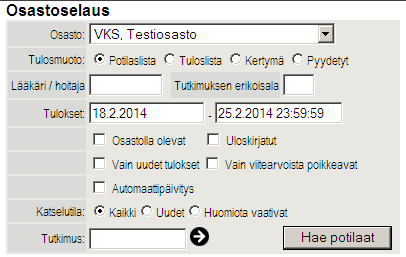 Osastoselaus
Osasto: VKS, Testiosasto
Tulosmuoto: Potilaslista Tuloslista Kertymä Pyydetyt
Lääkäri / hoitaja Tutkimuksen erikoisala
Tulokset: 18.2.2014 - 25.2.2014 23:59:59
Osastolla olevat Uloskirjatut
Vain uudet tulokset Vain viitearvoista poikkeavat
Automaattipäivitys
Katselutila: Kaikki Uudet Huomiota vaativat
Tutkimus: Hae potilaat